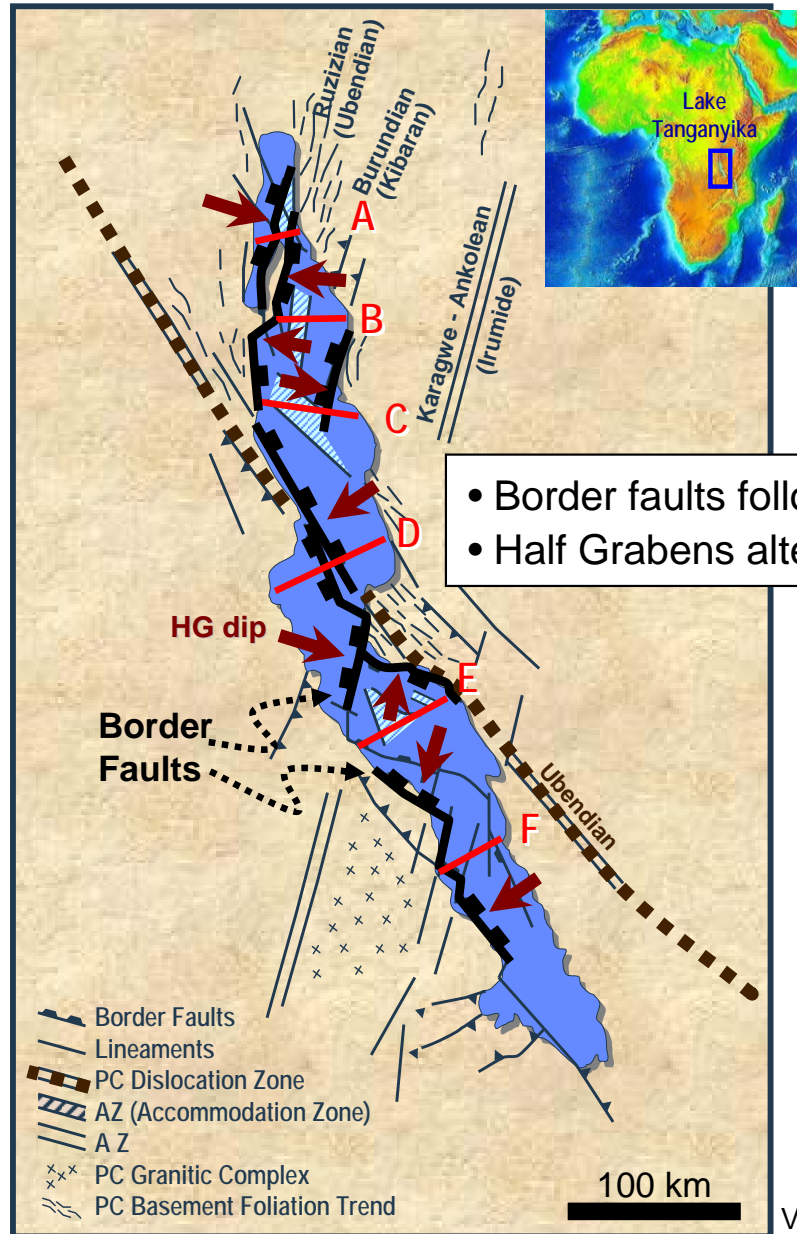 Lake
Tanganyika
Ruzizian
(Ubendian)
Burundian
(Kibaran)
A
Karagwe - Ankolean
(Irumide)
B
C
• Border faults follo
• Half Grabens alte
D
HG dip
E
Border
Faults
Ubendian
F
Border Faults
Lineaments
PC Dislocation Zone
AZ (Accommodation Zone)
A Z
PC Granitic Complex
PC Basement Foliation Trend
100 km
V